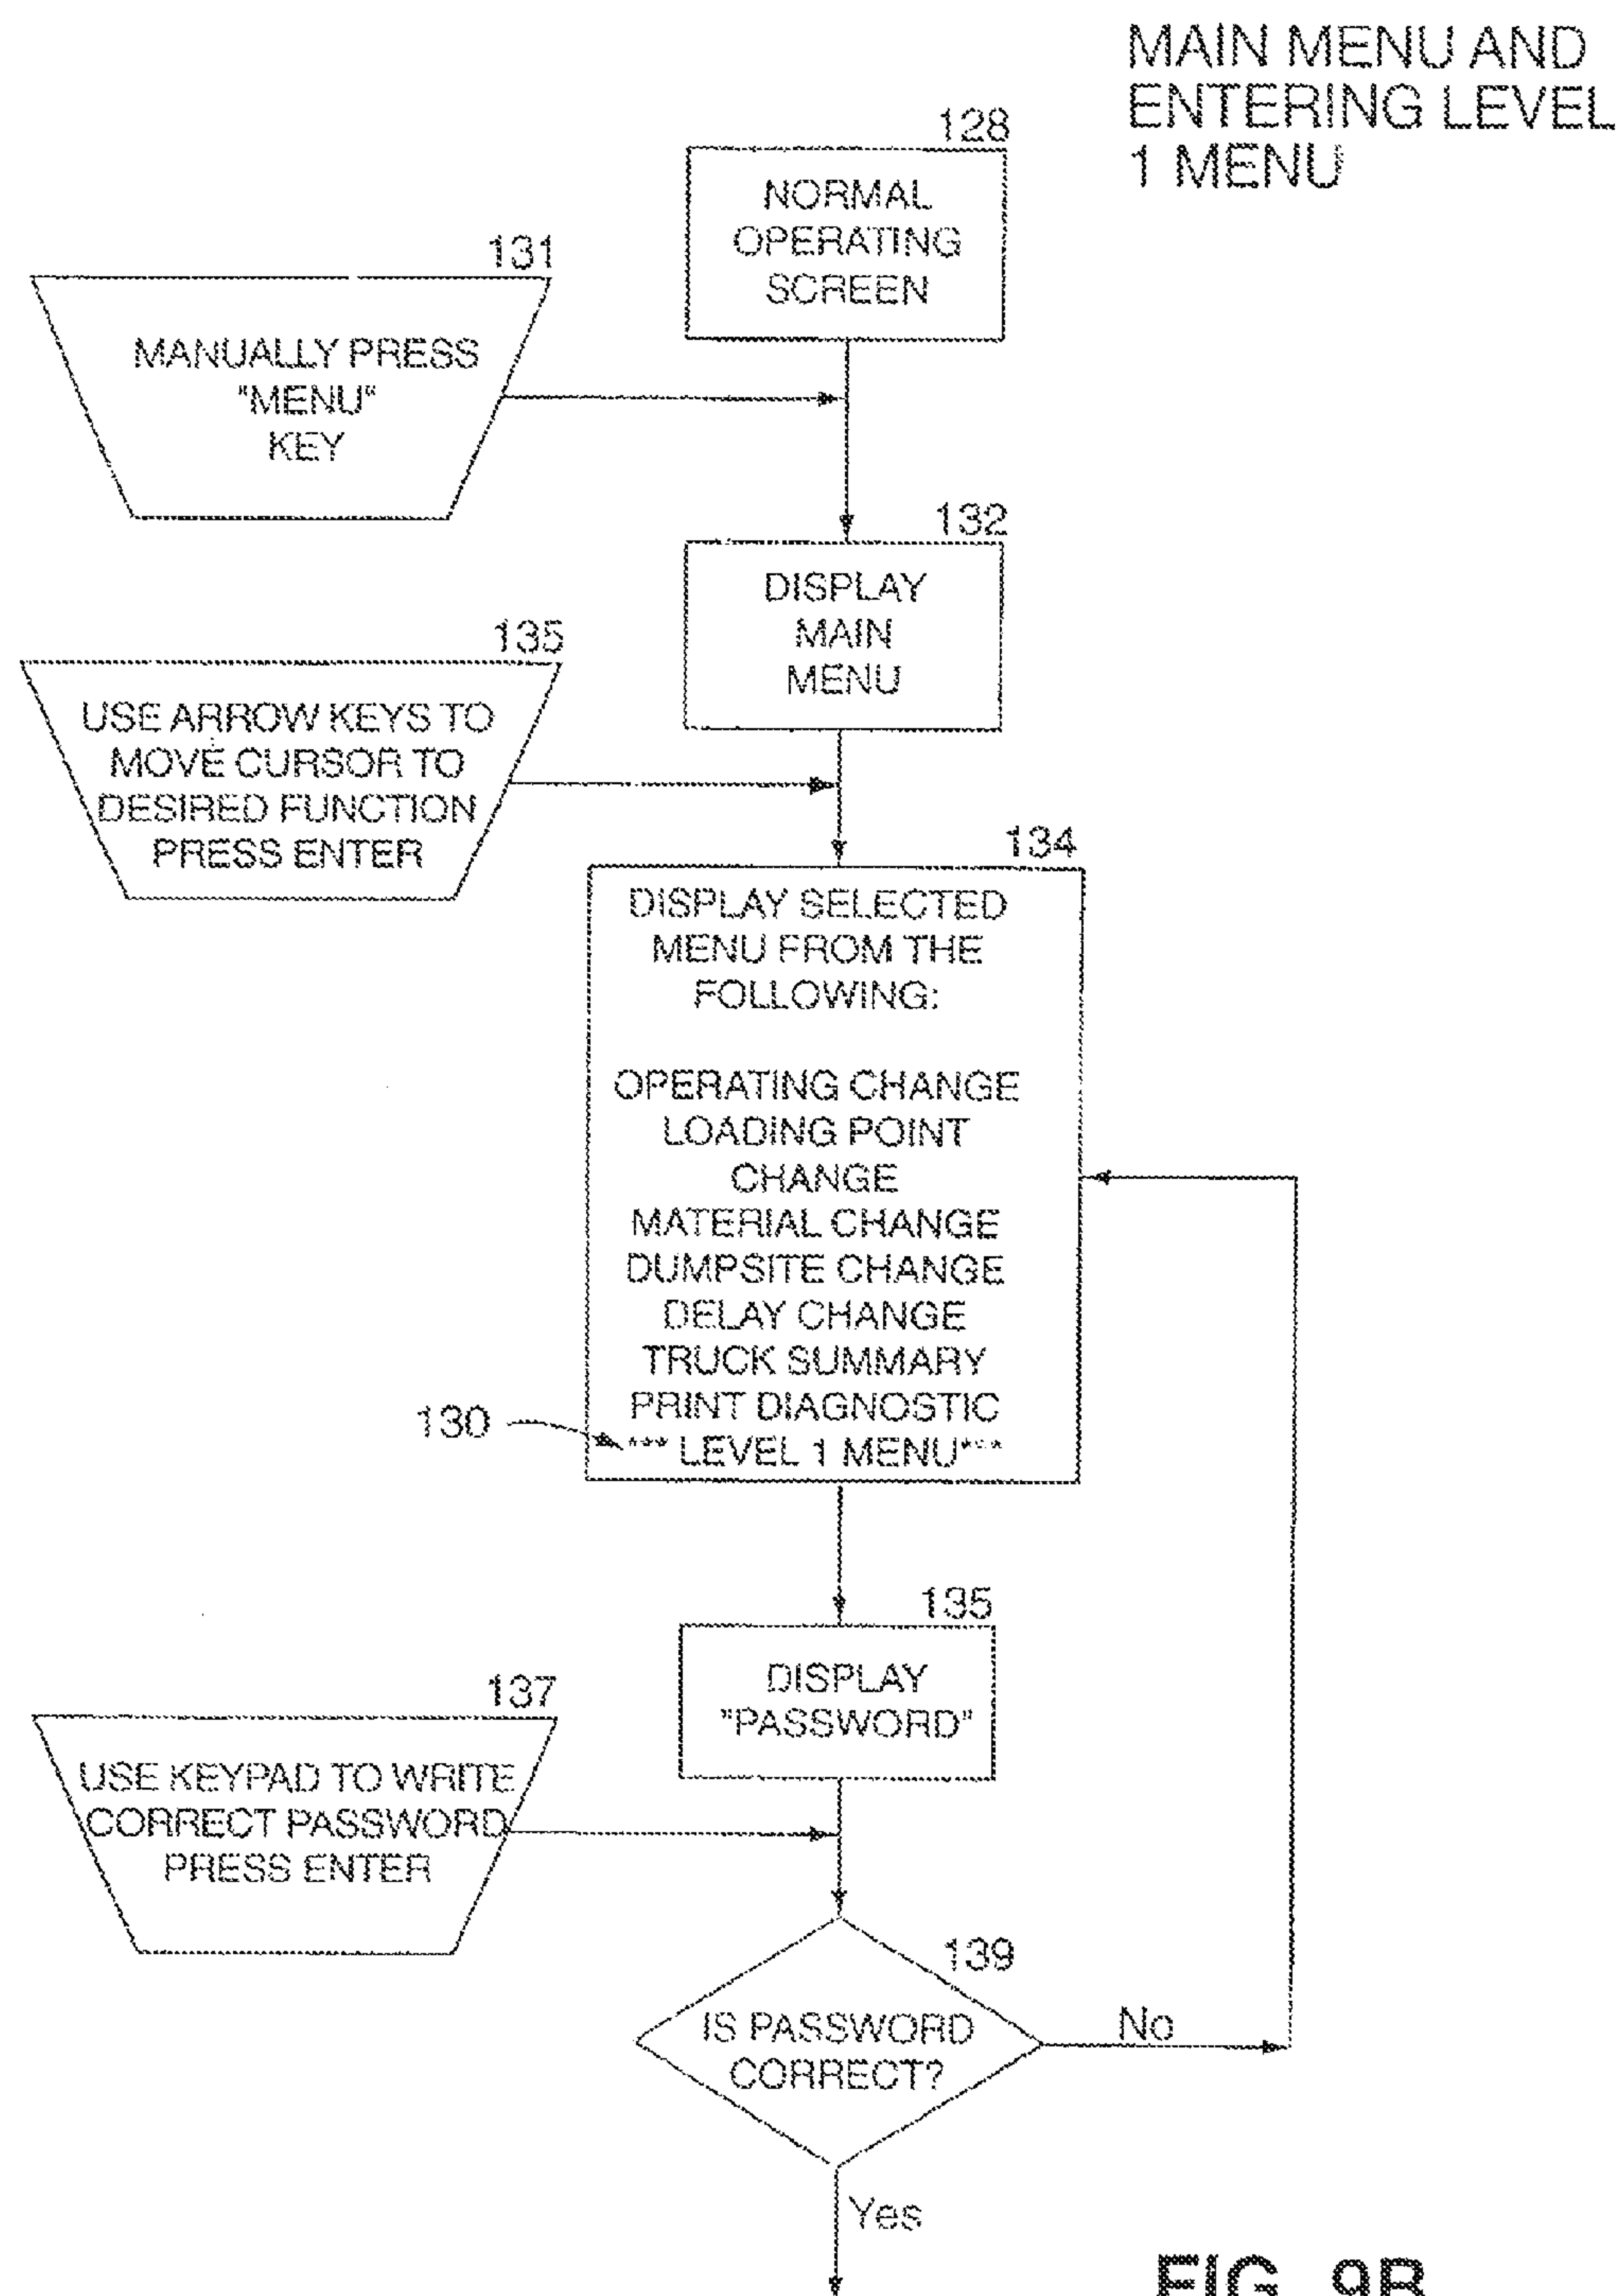 MAIN MENU AND
ENTERING LEVEL
1 MENU
128
NORMAL
OPERATING
SCREEN
131
MANUALLY PRESS
"MENU"
KEY
132
DISPLAY
MAIN
MENU
135
USE ARROW KEYS TO
MOVE CURSOR TO
DESIRED FUNCTION
PRESS ENTER
134
DISPLAY SELECTED
MENU FROM THE
FOLLOWING:
OPERATING CHANGE
LOADING POINT
CHANGE
MATERIAL CHANGE
DUMPSITE CHANGE
DELAY CHANGE
TRUCK SUMMARY
PRINT DIAGNOSTIC
130
*** LEVEL 1 MENU***
135
DISPLAY
"PASSWORD"
137
USE KEYPAD TO WRITE
CORRECT PASSWORD
PRESS ENTER
139
IS PASSWORD
CORRECT?
No
Yes
FIG. 9B